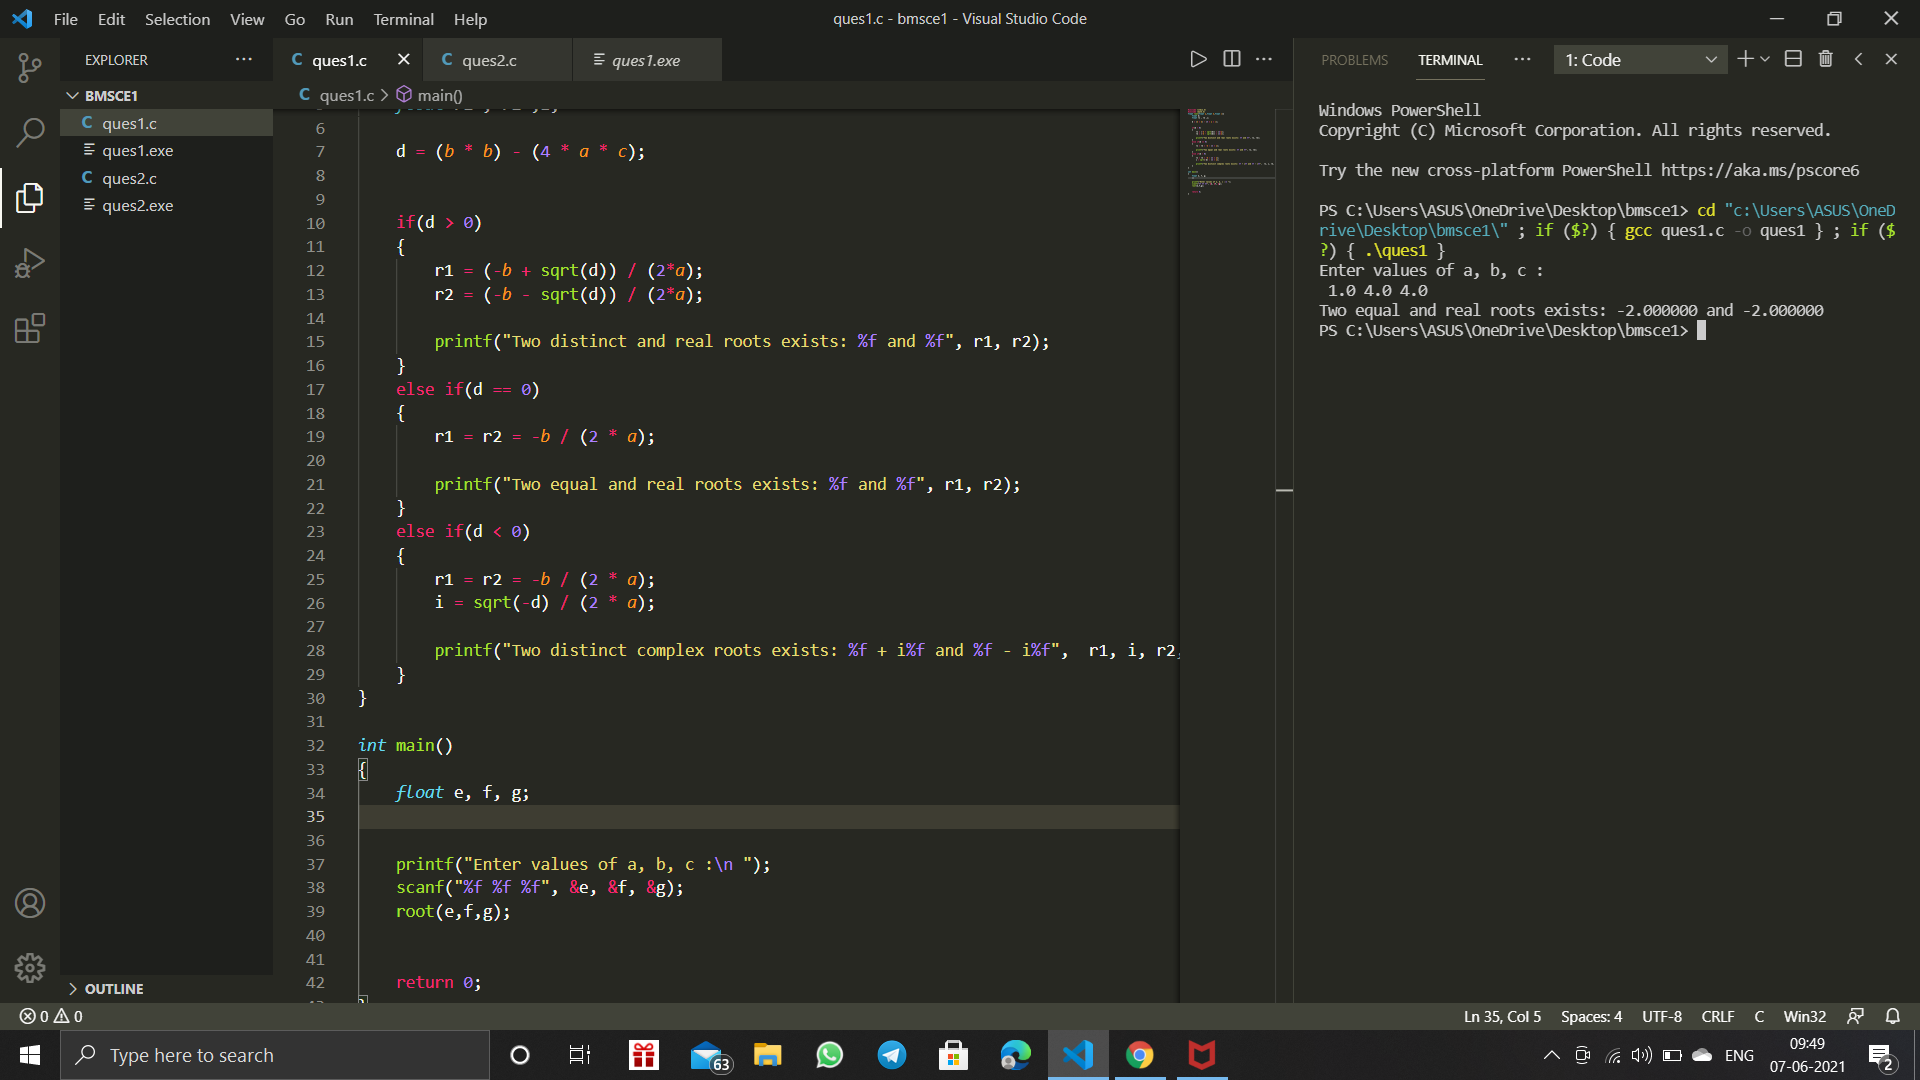 File Edit Selection View Go Run Terminal Help
ques1.c - bmsce1 - Visual Studio Code
EXPLORER
BMSCE1
C ques1.c
ques1.exe
C ques2.c
ques2.exe
OUTLINE
C ques1.c
C ques2.c
ques1.exe
C ques1.c > main()
6
7 d = (b * b) - (4 * a * c);
8
9
10 if(d > 0)
11 {
12 r1 = (-b + sqrt(d)) / (2*a);
13 r2 = (-b - sqrt(d)) / (2*a);
14
15 printf("Two distinct and real roots exists: %f and %f", r1, r2);
16 }
17 else if(d == 0)
18 {
19 r1 = r2 = -b / (2 * a);
20
21 printf("Two equal and real roots exists: %f and %f", r1, r2);
22 }
23 else if(d < 0)
24 {
25 r1 = r2 = -b / (2 * a);
26 i = sqrt(-d) / (2 * a);
27
28 printf("Two distinct complex roots exists: %f + i%f and %f - i%f",  r1, i, r2,
29 }
30 }
31
32 int main()
33 {
34 float e, f, g;
35
36
37 printf("Enter values of a, b, c :\n ");
38 scanf("%f %f %f", &e, &f, &g);
39 root(e,f,g);
40
41
42 return 0;
PROBLEMS TERMINAL 1: Code
Windows PowerShell
Copyright (C) Microsoft Corporation. All rights reserved.
Try the new cross-platform PowerShell https://aka.ms/pscore6
PS C:\Users\ASUS\OneDrive\Desktop\bmsce1> cd "c:\Users\ASUS\OneD
rive\Desktop\bmsce1\" ; if ($?) { gcc ques1.c -o ques1 } ; if ($
?) { .\ques1 }
Enter values of a, b, c :
1.0 4.0 4.0
Two equal and real roots exists: -2.000000 and -2.000000
PS C:\Users\ASUS\OneDrive\Desktop\bmsce1>
0 0
Ln 35, Col 5 Spaces: 4 UTF-8 CRLF C Win32
Type here to search
63
ENG
09:49
07-06-2021
2